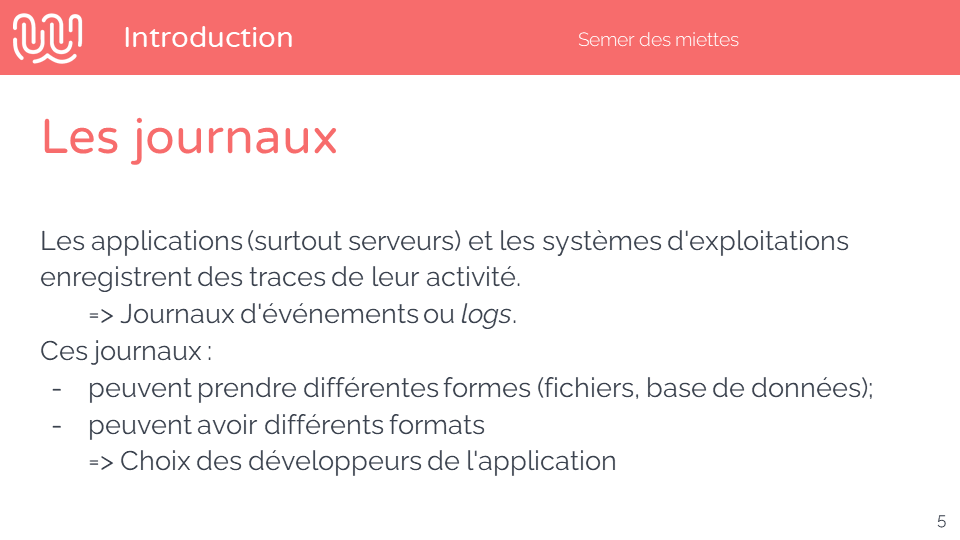 Introduction
Semer des miettes
Les journaux
Les applications (surtout serveurs) et les systèmes d'exploitations
enregistrent des traces de leur activité.
=> Journaux d'événements ou logs.
Ces journaux :
- peuvent prendre différentes formes (fichiers, base de données);
- peuvent avoir différents formats
=> Choix des développeurs de l'application
5